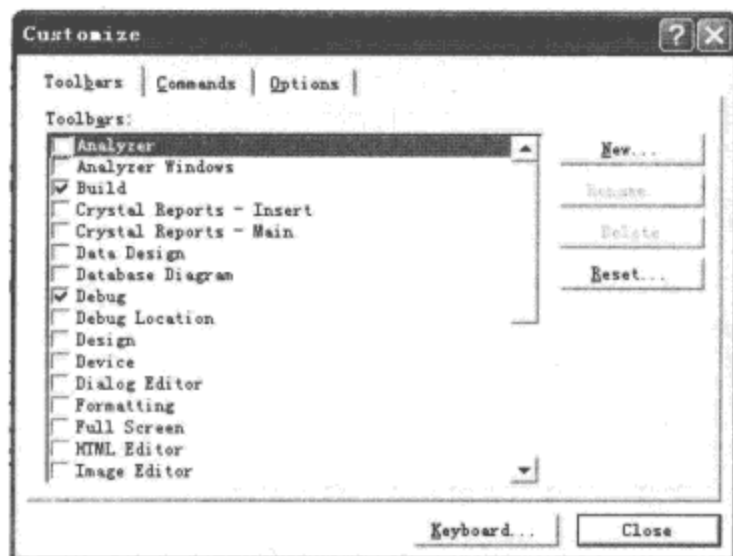 Customize
Toolbars Commands Options
Toolbars:
Analyzer
Analyzer Windows
Build
Crystal Reports - Insert
Crystal Reports - Main
Data Design
Database Diagram
Debug
Debug Location
Design
Device
Dialog Editor
Formatting
Full Screen
HTML Editor
Image Editor
New...
Rename
Delete
Reset...
Keyboard...
Close